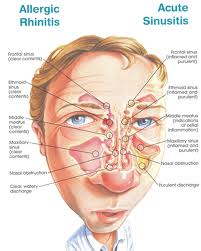 Allergic
Rhinitis
Acute
Sinusitis
Frontal sinus
(clear contents)
Ethmoid
sinus
(clear
contents)
Middle
meatus
(clear
contents)
Maxillary
sinus
(clear
contents)
Nasal obstruction
Clear watery
discharge
Frontal sinus
(inflamed and
purulent)
Ethmoid
sinus
(inflamed and
purulent)
Middle
meatus
(indications
of cellular
inflammation)
Maxillary
sinus
(inflamed and
purulent)
Nasal obstruction
Purulent discharge